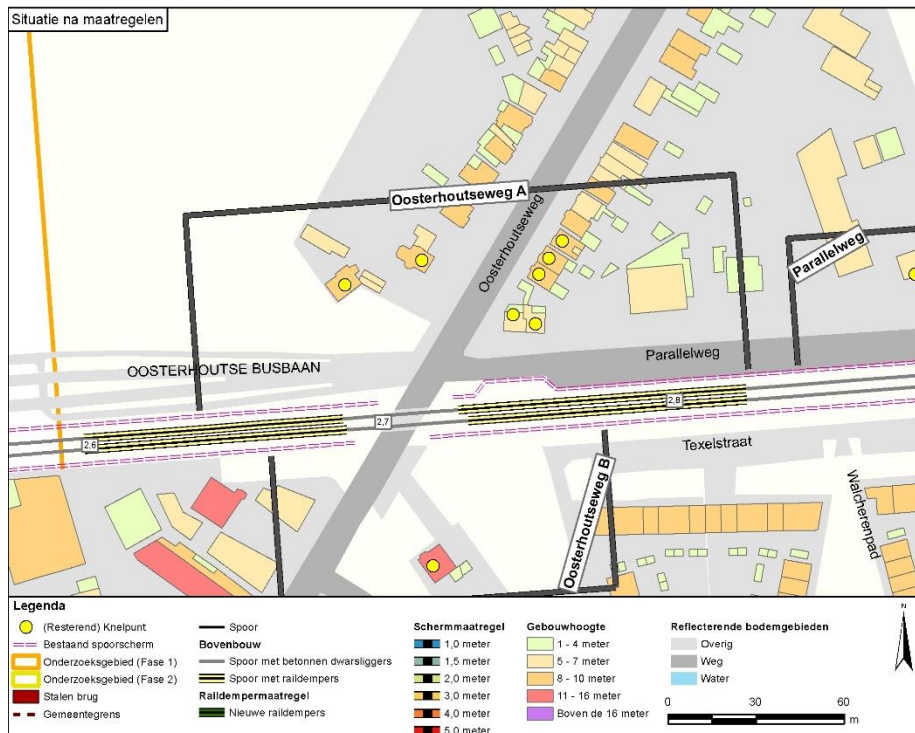 Situatie na maatregelen
Oosterhoutseweg A
Oosterhoutseweg
Parallelweg
OOSTERHOUTSE BUSBAAN
Parallelweg
2,8
2,7
2,6
Texelstraat
Oosterhoutseweg B
Walcherenpad
Legenda
(Resterend) Knelpunt
Bestaand spoorscherm
Onderzoeksgebied (Fase 1)
Onderzoeksgebied (Fase 2)
Stalen brug
Gemeentegrens
Spoor
Bovenbouw
Spoor met betonnen dwarsliggers
Spoor met raildempers
Raildempermaatregel
Nieuwe raildempers
Schermmaatregel
1,0 meter
1,5 meter
2,0 meter
3,0 meter
4,0 meter
5,0 meter
Gebouwhoogte
1 - 4 meter
5 - 7 meter
8 - 10 meter
11 - 16 meter
Boven de 16 meter
Reflecterende bodemgebieden
Overig
Weg
Water
N
0 30 60
m